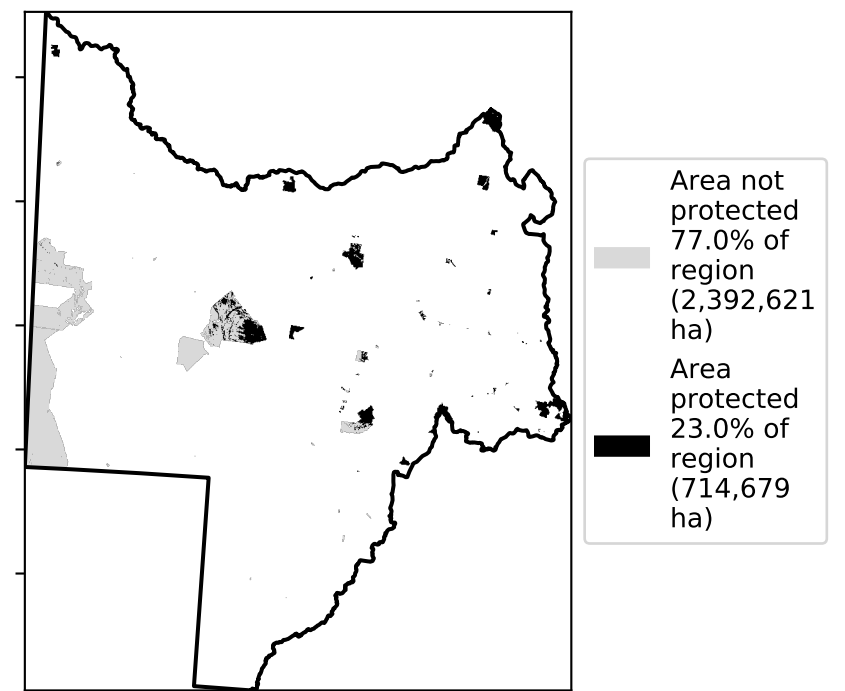 Area not
protected
77.0% of
region
(2,392,621
ha)
Area
protected
23.0% of
region
(714,679
ha)